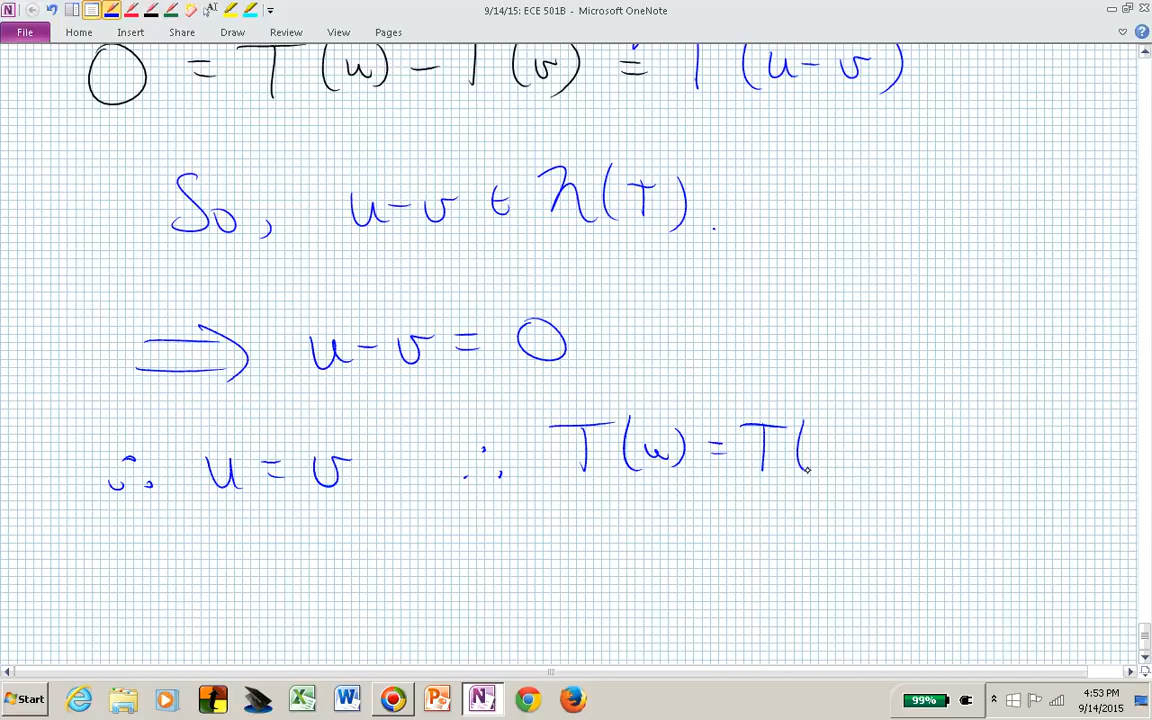 9/14/15: ECE 501B - Microsoft OneNote
File Home Insert Share Draw Review View Pages
0 = T (u) - T (v) = T (u - v)
So, u - v ∈ η(T).
⟹ u - v = 0
∴ u = v ∴ T(u) = T(
Start 99% 4:53 PM
9/14/2015